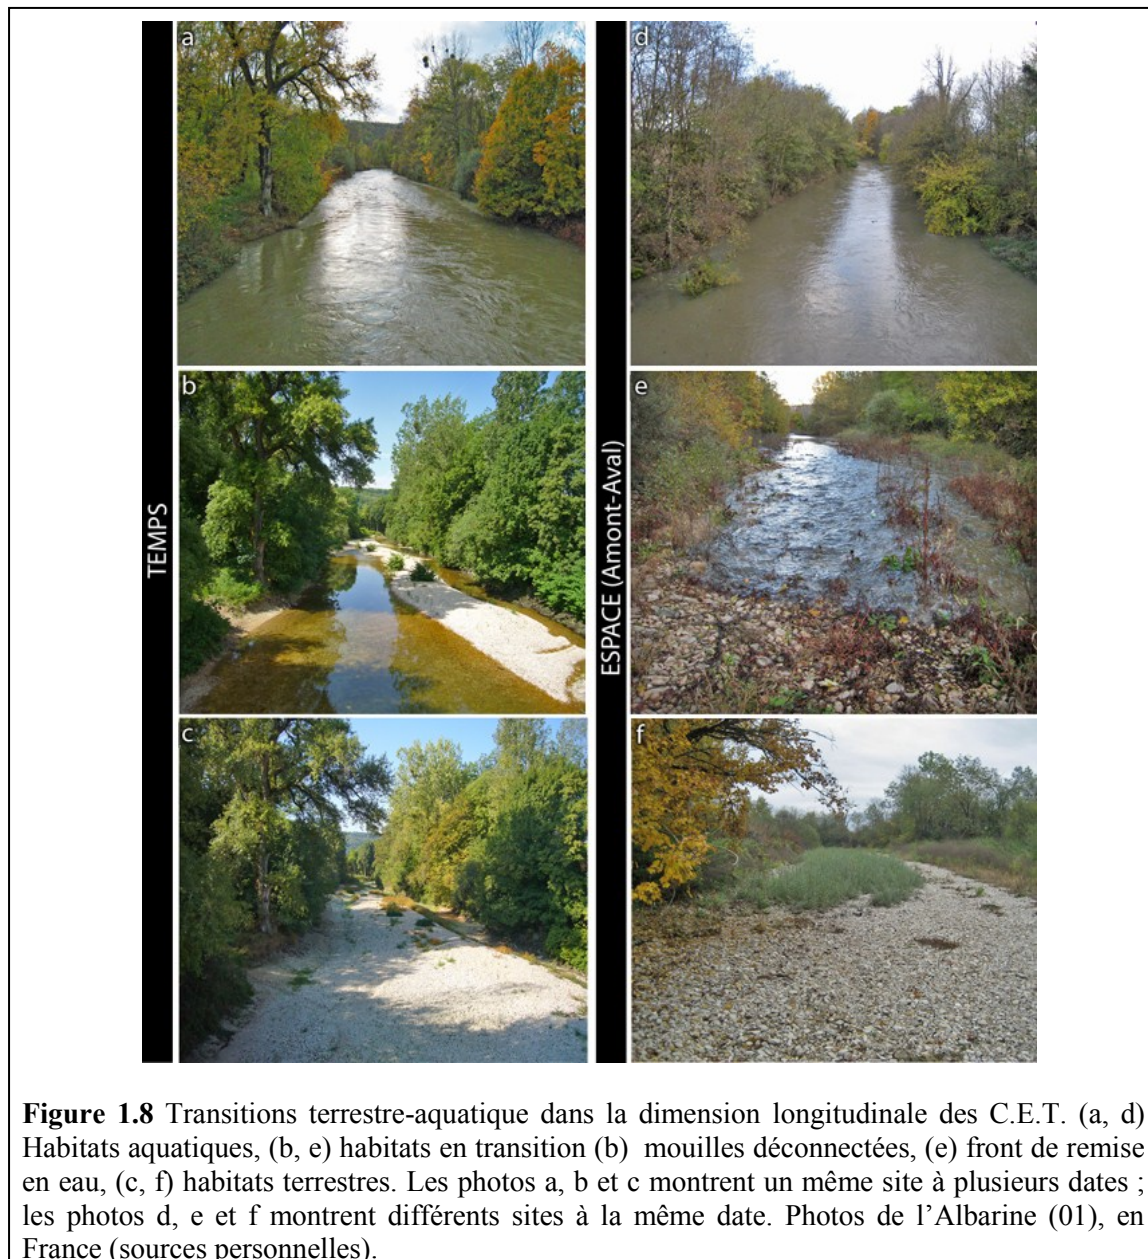 a
d
b
e
TEMPS
ESPACE (Amont-Aval)
c
f
Figure 1.8 Transitions terrestre-aquatique dans la dimension longitudinale des C.E.T. (a, d)
Habitats aquatiques, (b, e) habitats en transition (b) mouilles déconnectées, (e) front de remise
en eau, (c, f) habitats terrestres. Les photos a, b et c montrent un même site à plusieurs dates ;
les photos d, e et f montrent différents sites à la même date. Photos de l’Albarine (01), en
France (sources personnelles).